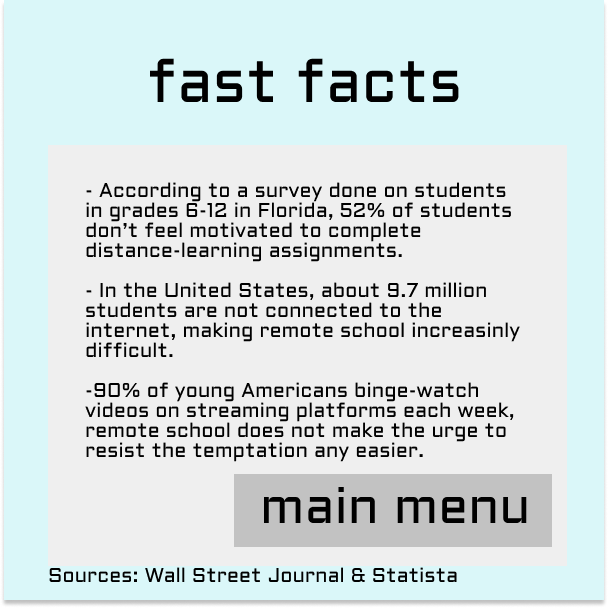 fast facts
- According to a survey done on students
in grades 6-12 in Florida, 52% of students
don't feel motivated to complete
distance-learning assignments.
- In the United States, about 9.7 million
students are not connected to the
internet, making remote school increasinly
difficult.
-90% of young Americans binge-watch
videos on streaming platforms each week,
remote school does not make the urge to
resist the temptation any easier.
main menu
Sources: Wall Street Journal & Statista